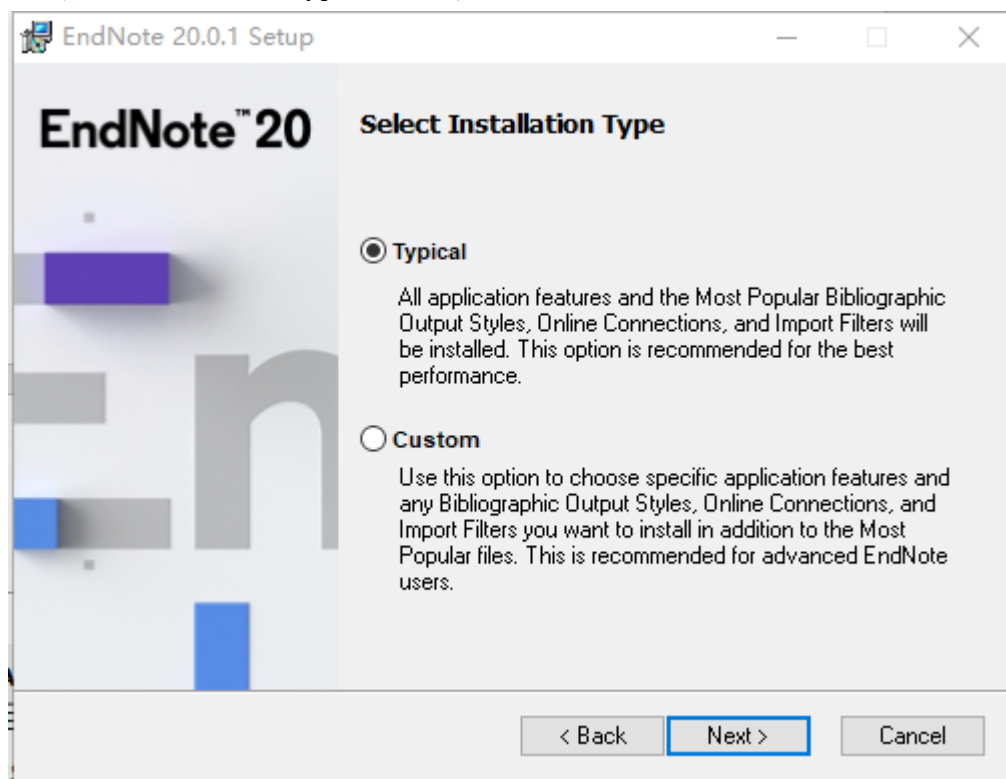 EndNote 20.0.1 Setup
EndNote™20
Select Installation Type
Typical
All application features and the Most Popular Bibliographic
Output Styles, Online Connections, and Import Filters will
be installed. This option is recommended for the best
performance.
Custom
Use this option to choose specific application features and
any Bibliographic Output Styles, Online Connections, and
Import Filters you want to install in addition to the Most
Popular files. This is recommended for advanced EndNote
users.
< Back
Next >
Cancel